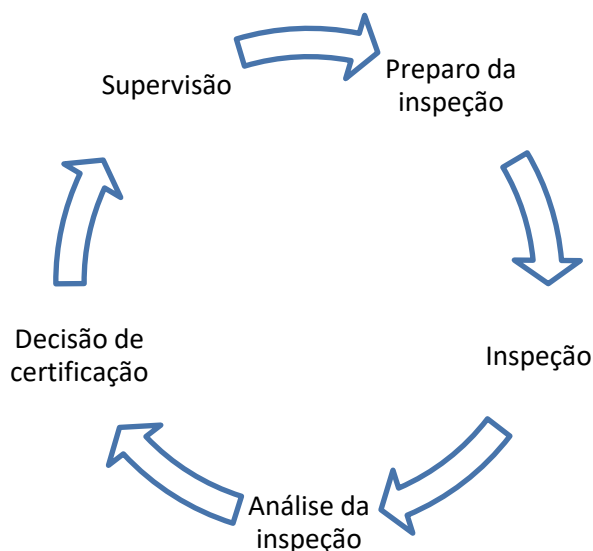 Supervisão
Preparo da
inspeção
Inspeção
Análise da
inspeção
Decisão de
certificação